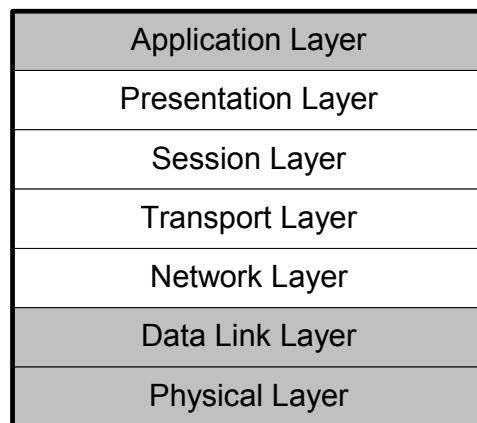 Application Layer
Presentation Layer
Session Layer
Transport Layer
Network Layer
Data Link Layer
Physical Layer